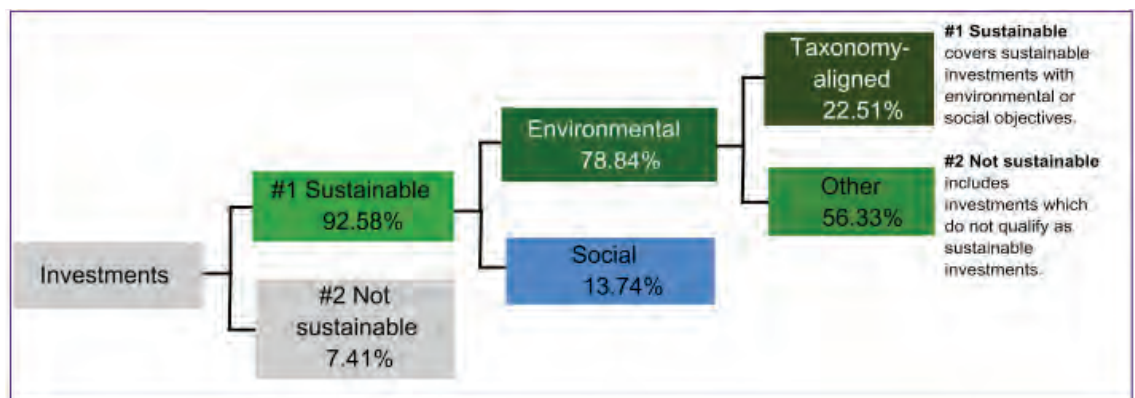 Investments
#1 Sustainable
92.58%
#2 Not
sustainable
7.41%
Environmental
78.84%
Social
13.74%
Taxonomy-
aligned
22.51%
Other
56.33%
#1 Sustainable
covers sustainable
investments with
environmental or
social objectives.
#2 Not sustainable
includes
investments which
do not qualify as
sustainable
investments.